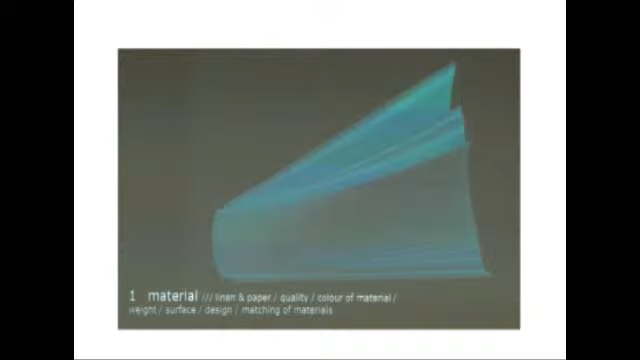 1 material /// linen & paper / quality / colour of material /
weight / surface / design / matching of materials